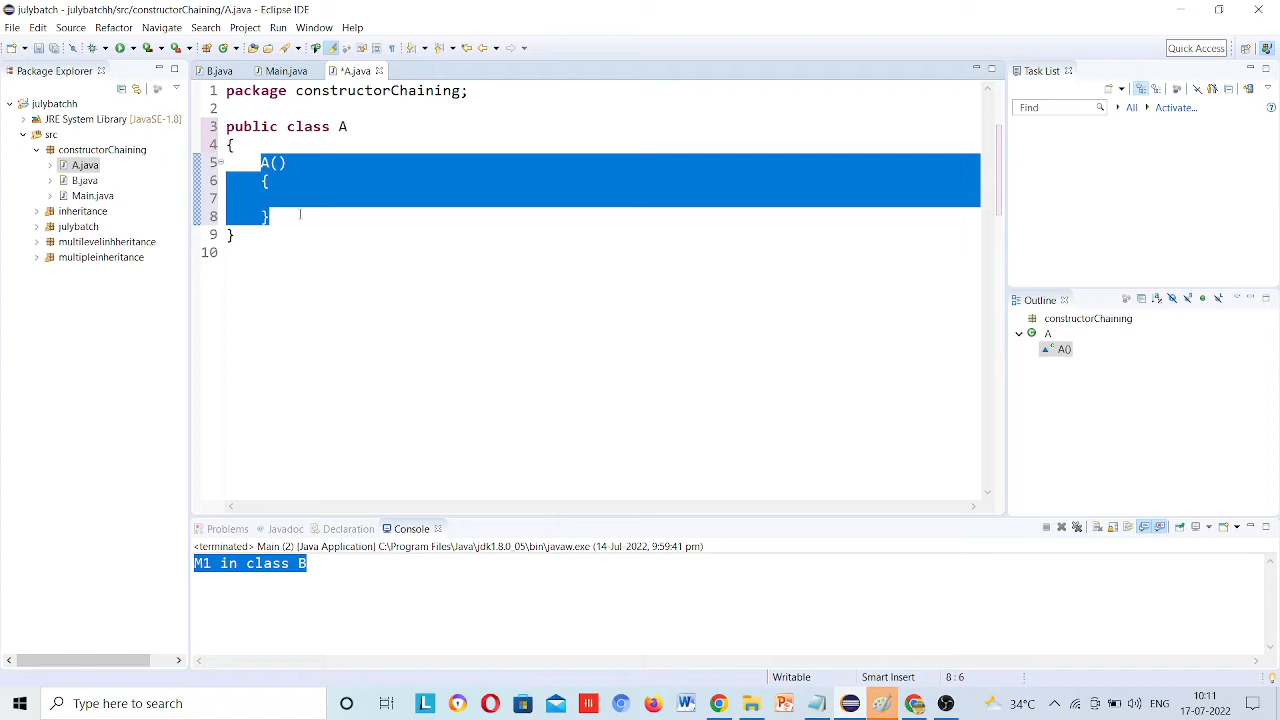 julybatch - julybatchh/src/constructorChaining/A.java - Eclipse IDE
File Edit Source Refactor Navigate Search Project Run Window Help
Quick Access
Package Explorer
julybatchh
JRE System Library [JavaSE-1.8]
src
constructorChaining
A.java
B.java
Main.java
inheritance
julybatch
multilevelinhheritance
multipleinheritance
B.java Main.java *A.java
1 package constructorChaining;
2
3 public class A
4 {
5 A()
6 {
7
8 }
9 }
10
Task List
Find All Activate...
Outline
constructorChaining
A
A()
Problems @ Javadoc Declaration Console
<terminated> Main (2) [Java Application] C:\Program Files\Java\jdk1.8.0_05\bin\javaw.exe (14-Jul-2022, 9:59:41 pm)
M1 in class B
Writable Smart Insert 8 : 6
Type here to search
34°C ENG
10:11
17-07-2022